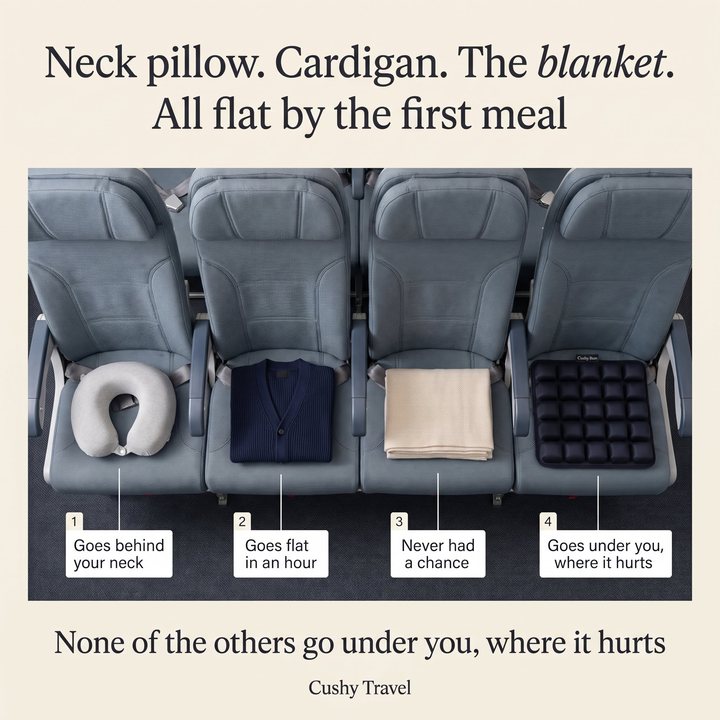 Neck pillow. Cardigan. The blanket.
All flat by the first meal
Cushy Bum
1
Goes behind
your neck
2
Goes flat
in an hour
3
Never had
a chance
4
Goes under you,
where it hurts
None of the others go under you, where it hurts
Cushy Travel